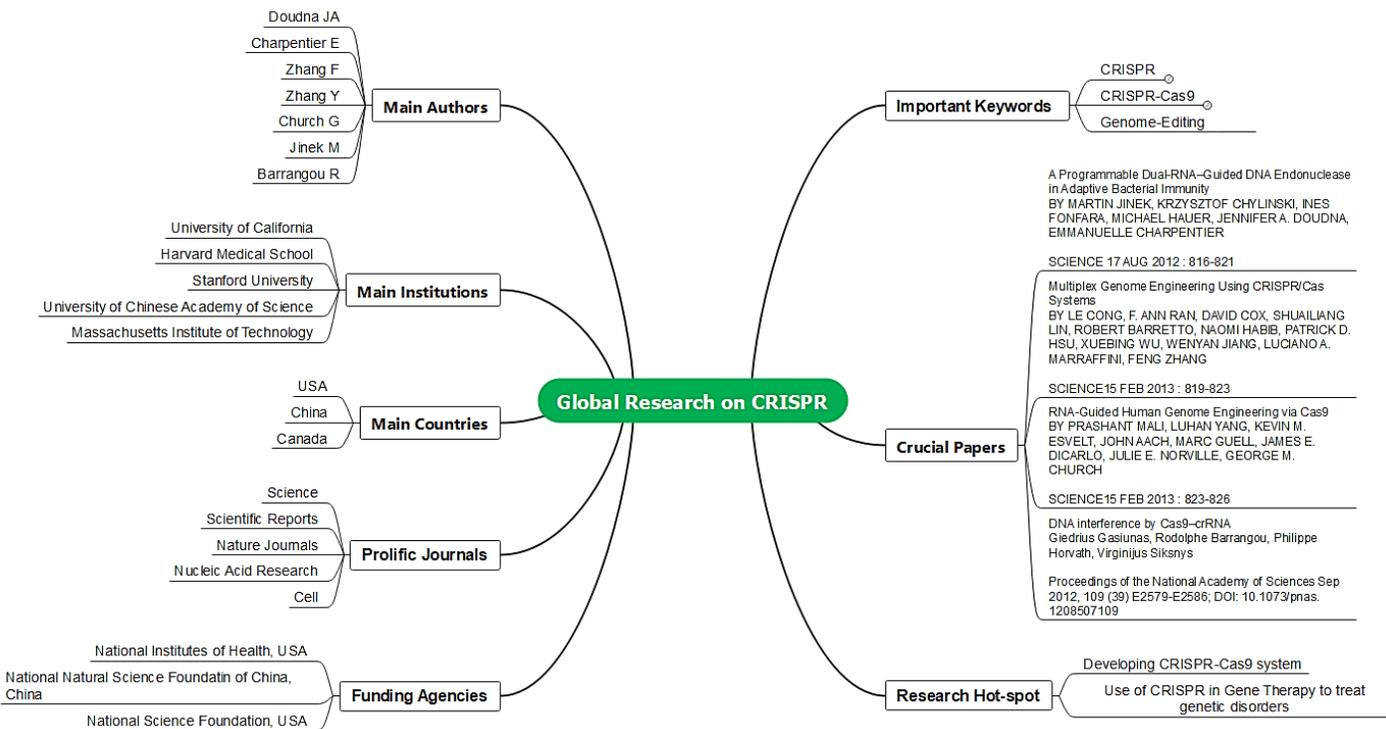 Global Research on CRISPR
Main Authors
Doudna JA
Charpentier E
Zhang F
Zhang Y
Church G
Jinek M
Barrangou R
Main Institutions
University of California
Harvard Medical School
Stanford University
University of Chinese Academy of Science
Massachusetts Institute of Technology
Main Countries
USA
China
Canada
Prolific Journals
Science
Scientific Reports
Nature Journals
Nucleic Acid Research
Cell
Funding Agencies
National Institutes of Health, USA
National Natural Science Foundatin of China,
China
National Science Foundation, USA
Important Keywords
CRISPR
CRISPR-Cas9
Genome-Editing
Crucial Papers
A Programmable Dual-RNA–Guided DNA Endonuclease
in Adaptive Bacterial Immunity
BY MARTIN JINEK, KRZYSZTOF CHYLINSKI, INES
FONFARA, MICHAEL HAUER, JENNIFER A. DOUDNA,
EMMANUELLE CHARPENTIER
SCIENCE 17 AUG 2012 : 816-821
Multiplex Genome Engineering Using CRISPR/Cas
Systems
BY LE CONG, F. ANN RAN, DAVID COX, SHUAILIANG
LIN, ROBERT BARRETTO, NAOMI HABIB, PATRICK D.
HSU, XUEBING WU, WENYAN JIANG, LUCIANO A.
MARRAFFINI, FENG ZHANG
SCIENCE15 FEB 2013 : 819-823
RNA-Guided Human Genome Engineering via Cas9
BY PRASHANT MALI, LUHAN YANG, KEVIN M.
ESVELT, JOHN AACH, MARC GUELL, JAMES E.
DICARLO, JULIE E. NORVILLE, GEORGE M.
CHURCH
SCIENCE15 FEB 2013 : 823-826
DNA interference by Cas9–crRNA
Giedrius Gasiunas, Rodolphe Barrangou, Philippe
Horvath, Virginijus Siksnys
Proceedings of the National Academy of Sciences Sep
2012, 109 (39) E2579-E2586; DOI: 10.1073/pnas.
1208507109
Research Hot-spot
Developing CRISPR-Cas9 system
Use of CRISPR in Gene Therapy to treat
genetic disorders